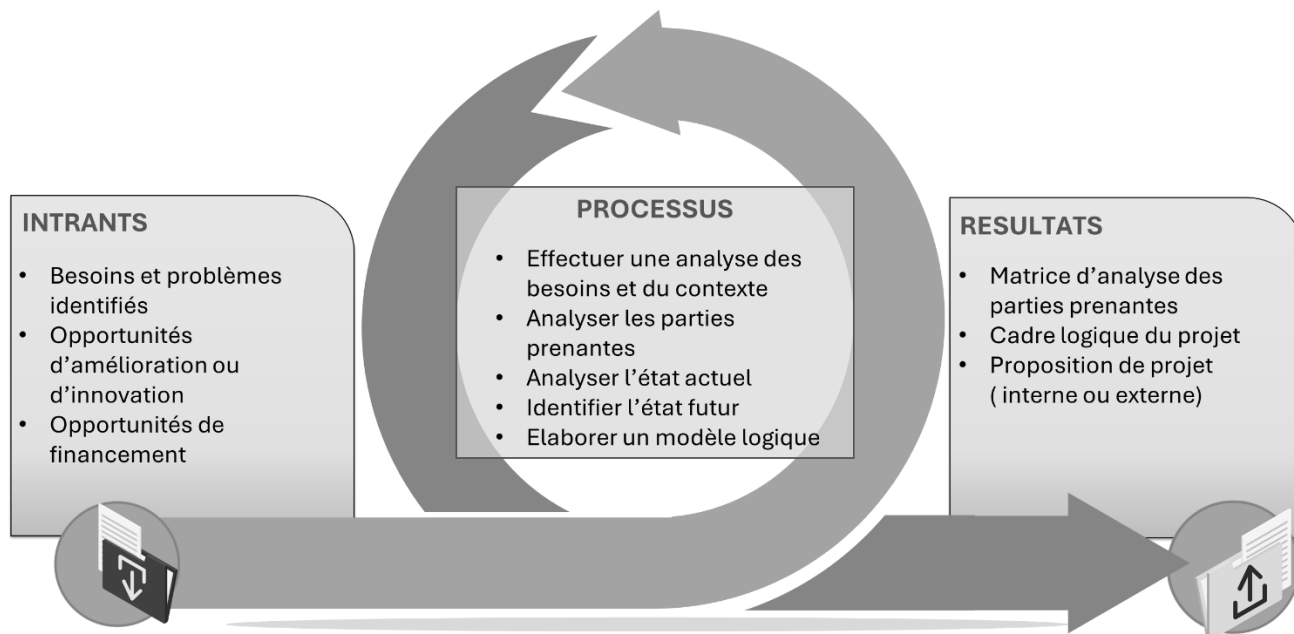 INTRANTS
• Besoins et problèmes
identifiés
• Opportunités
d’amélioration ou
d’innovation
• Opportunités de
financement
PROCESSUS
• Effectuer une analyse des
besoins et du contexte
• Analyser les parties
prenantes
• Analyser l’état actuel
• Identifier l’état futur
• Elaborer un modèle logique
RESULTATS
• Matrice d’analyse des
parties prenantes
• Cadre logique du projet
• Proposition de projet
( interne ou externe)